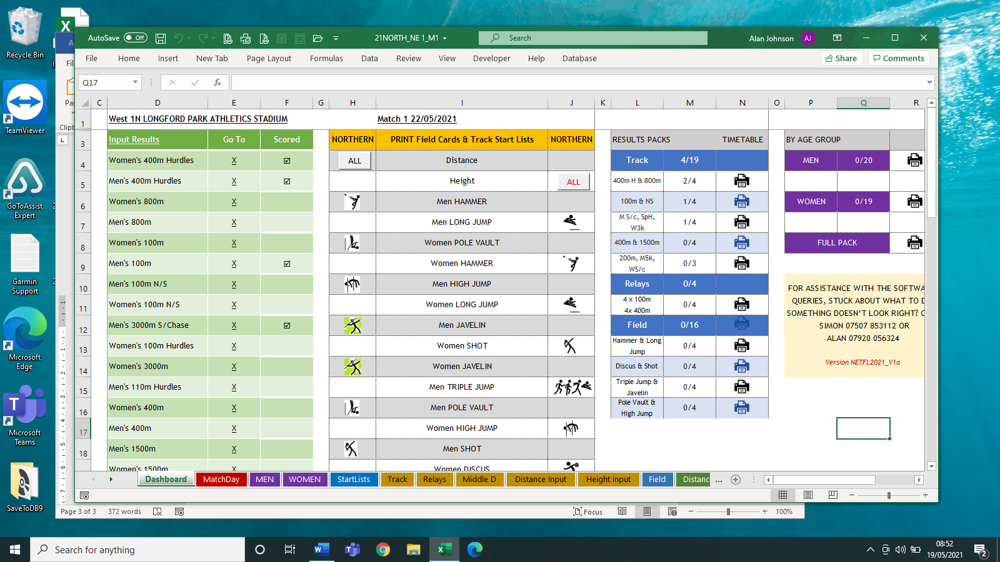 Recycle Bin
TeamViewer
GoToAssist
Expert
Garmin
Support
Microsoft
Edge
Microsoft
Teams
SaveToDB9
AutoSave Off
21NORTH_NE 1_M1
Search
Alan Johnson AJ
File Home Insert New Tab Page Layout Formulas Data Review View Developer Help Database
Share Comments
Q17
fx
C D E F G H I J K L M N O P Q R
1 West 1N LONGFORD PARK ATHLETICS STADIUM Match 1 22/05/2021
3 Input Results Go To Scored NORTHERN PRINT Field Cards & Track Start Lists NORTHERN RESULTS PACKS TIMETABLE BY AGE GROUP
4 Women's 400m Hurdles X ☑ ALL Distance Track 4/19 MEN 0/20
5 Men's 400m Hurdles X ☑ Height ALL 400m H & 800m 2/4
6 Women's 800m X Men HAMMER 100m & NS 1/4 WOMEN 0/19
7 Men's 800m X Men LONG JUMP M S/c, SpH, W3k 1/4
8 Women's 100m X Women POLE VAULT 400m & 1500m 0/4 FULL PACK
9 Men's 100m X ☑ Women HAMMER 200m, M5k, WS/c 0/3
10 Men's 100m N/S X Men HIGH JUMP Relays 0/4
11 Women's 100m N/S X Women LONG JUMP 4 x 100m 4x 400m 0/4
12 Men's 3000m S/Chase X ☑ Men JAVELIN Field 0/16
13 Women's 100m Hurdles X Women SHOT Hammer & Long Jump 0/4
14 Women's 3000m X Women JAVELIN Discus & Shot 0/4
15 Men's 110m Hurdles X Men TRIPLE JUMP Triple Jump & Javelin 0/4
16 Women's 400m X Men POLE VAULT Pole Vault & High Jump 0/4
17 Men's 400m X Women HIGH JUMP
18 Men's 1500m X Men SHOT
Women's 1500m X Women DISCUS
FOR ASSISTANCE WITH THE SOFTWA
QUERIES, STUCK ABOUT WHAT TO D
SOMETHING DOESN'T LOOK RIGHT? C
SIMON 07507 853112 OR
ALAN 07920 056324
Version NETFL2021_V1a
Dashboard MatchDay MEN WOMEN StartLists Track Relays Middle D Distance Input Height Input Field Distanc ...
Page 3 of 3 372 words Focus 100%
Search for anything
08:52
19/05/2021
2